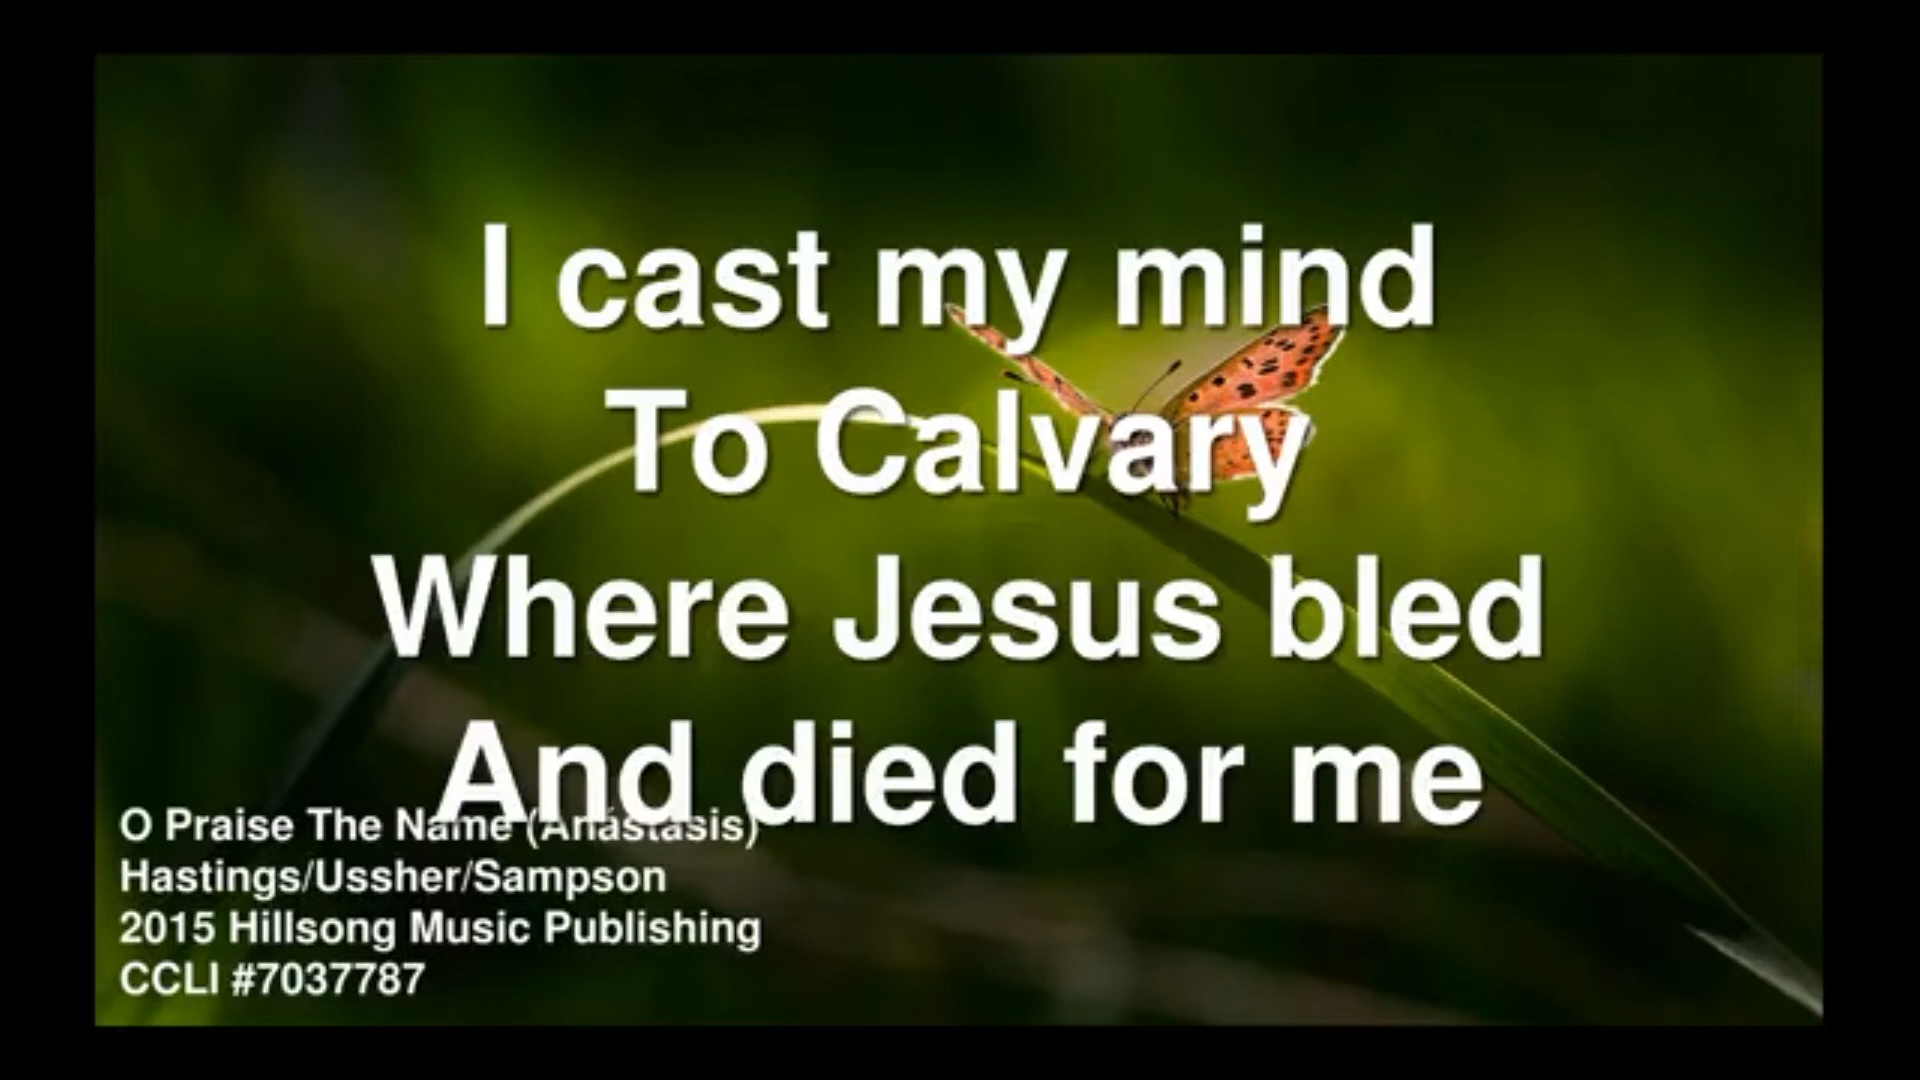 I cast my mind
To Calvary
Where Jesus bled
And died for me
O Praise The Name (Anástasis)
Hastings/Ussher/Sampson
2015 Hillsong Music Publishing
CCLI #7037787